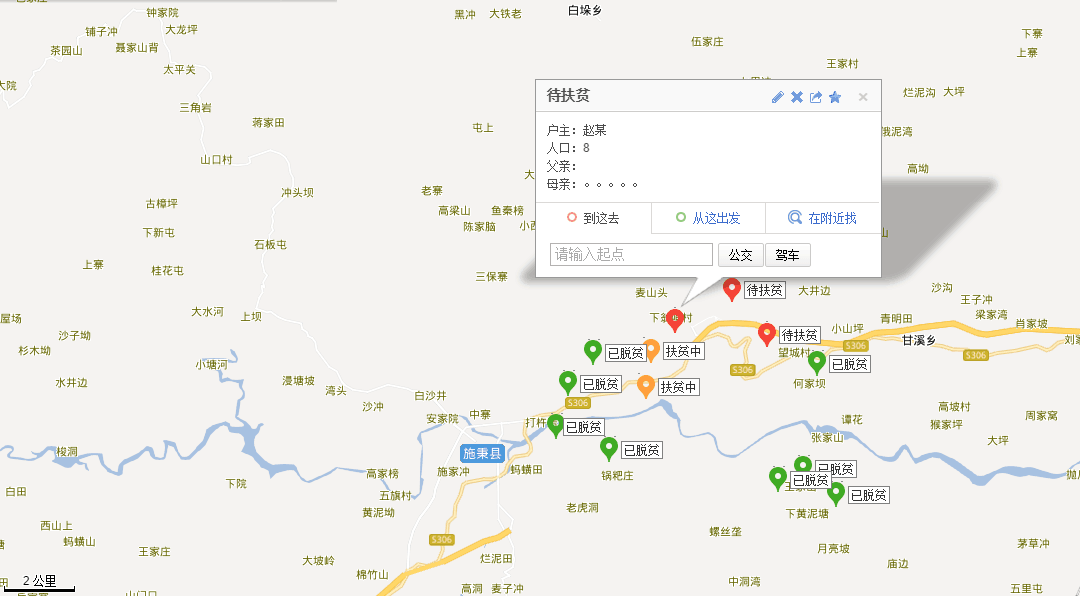 钟家院
黑冲
大铁老
白垛乡
铺子冲
大龙坪
伍家庄
下寨
茶园山
聂家山背
上寨
太平关
王家村
大院
烂泥沟
大坪
三角岩
待扶贫
蒋家田
屯上
户主：赵某
人口：8
父亲：
母亲：。。。。。
山口村
高坳
老寨
冲头坝
古樟坪
高梁山
鱼秦榜
到这去
从这出发
在附近找
陈家脑
下新屯
石板屯
请输入起点
公交
驾车
上寨
桂花屯
三保寨
麦山头
待扶贫
大井边
沙沟
王子冲
大水河
上坝
屋场
梁家湾
青明田
肖家坡
沙子坳
待扶贫
小山坪
甘溪乡
S306
S306
杉木坳
已脱贫
扶贫中
望城村
小塘河
已脱贫
S306
水井边
漫塘坡
湾头
已脱贫
扶贫中
何家坝
白沙井
沙冲
S306
高坡村
中寨
安家院
打杵
已脱贫
谭花
猴家坪
周家窝
张家山
大坪
梭洞
施秉县
已脱贫
高家榜
施家冲
蚂蟥田
锅粑庄
已脱贫
已脱贫
下院
白田
五旗村
已脱贫
黄泥坳
老虎洞
下黄泥塘
西山上
螺丝垄
蚂蟥山
S306
王家庄
月亮坡
茅草冲
大坡岭
烂泥田
庙边
棉竹山
2 公里
中洞湾
高洞
麦子冲
五里屯